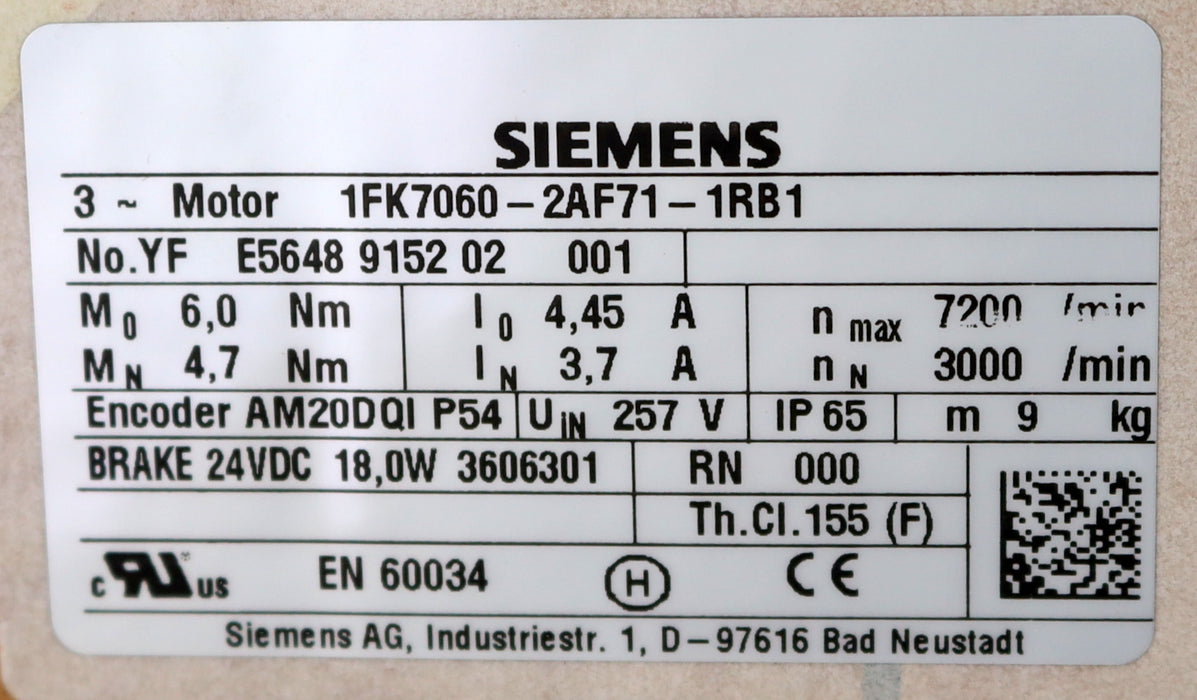 SIEMENS
3 ~ Motor 1FK7060-2AF71-1RB1
No.YF E5648 9152 02 001
M0 6,0 Nm I0 4,45 A nmax 7200 /min
MN 4,7 Nm IN 3,7 A nN 3000 /min
Encoder AM20DQI P54 UiN 257 V IP 65 m 9 kg
BRAKE 24VDC 18,0W 3606301 RN 000
Th.Cl.155 (F)
c RU US EN 60034 H CE
Siemens AG, Industriestr. 1, D-97616 Bad Neustadt